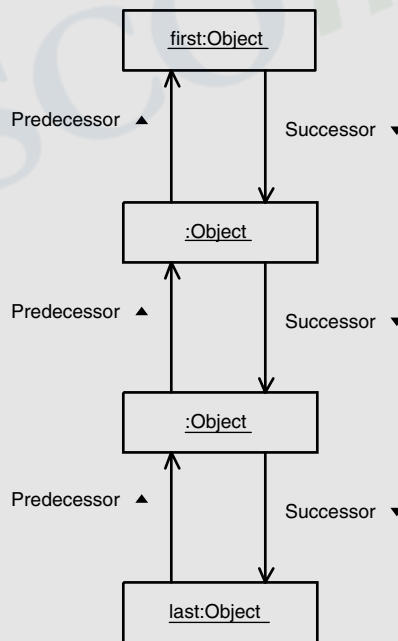 first:Object
Predecessor ▲
Successor ▼
:Object
Predecessor ▲
Successor ▼
:Object
Predecessor ▲
Successor ▼
last:Object